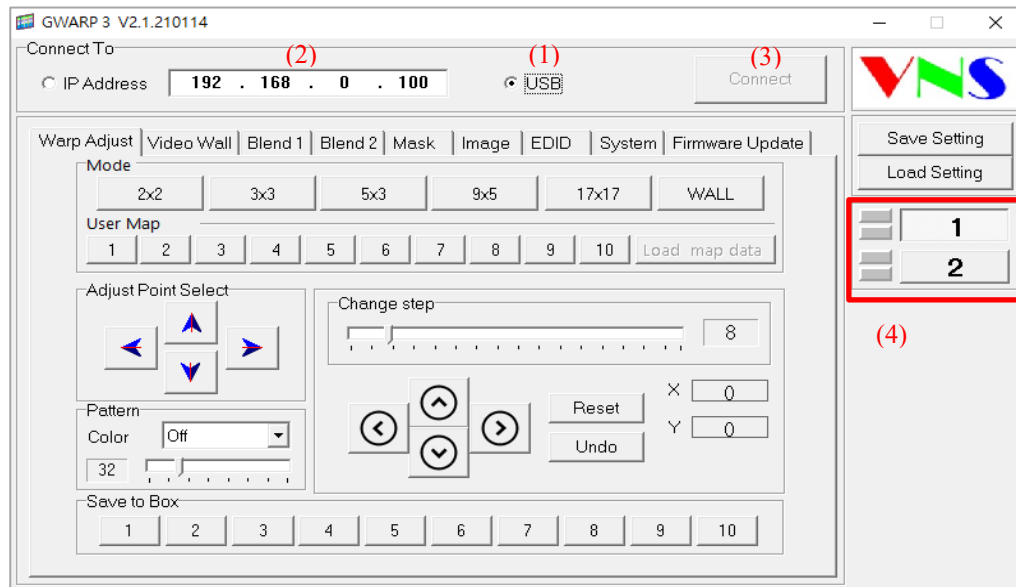 GWARP 3 V2.1.210114
Connect To
(2) (1) (3)
IP Address 192 . 168 . 0 . 100 USB Connect
VNS
Warp Adjust Video Wall Blend 1 Blend 2 Mask Image EDID System Firmware Update
Save Setting
Load Setting
Mode
2x2 3x3 5x3 9x5 17x17 WALL
User Map
1 2 3 4 5 6 7 8 9 10 Load map data
1
2
(4)
Adjust Point Select
Change step
8
Pattern
Color Off
32
Reset
Undo
X 0
Y 0
Save to Box
1 2 3 4 5 6 7 8 9 10